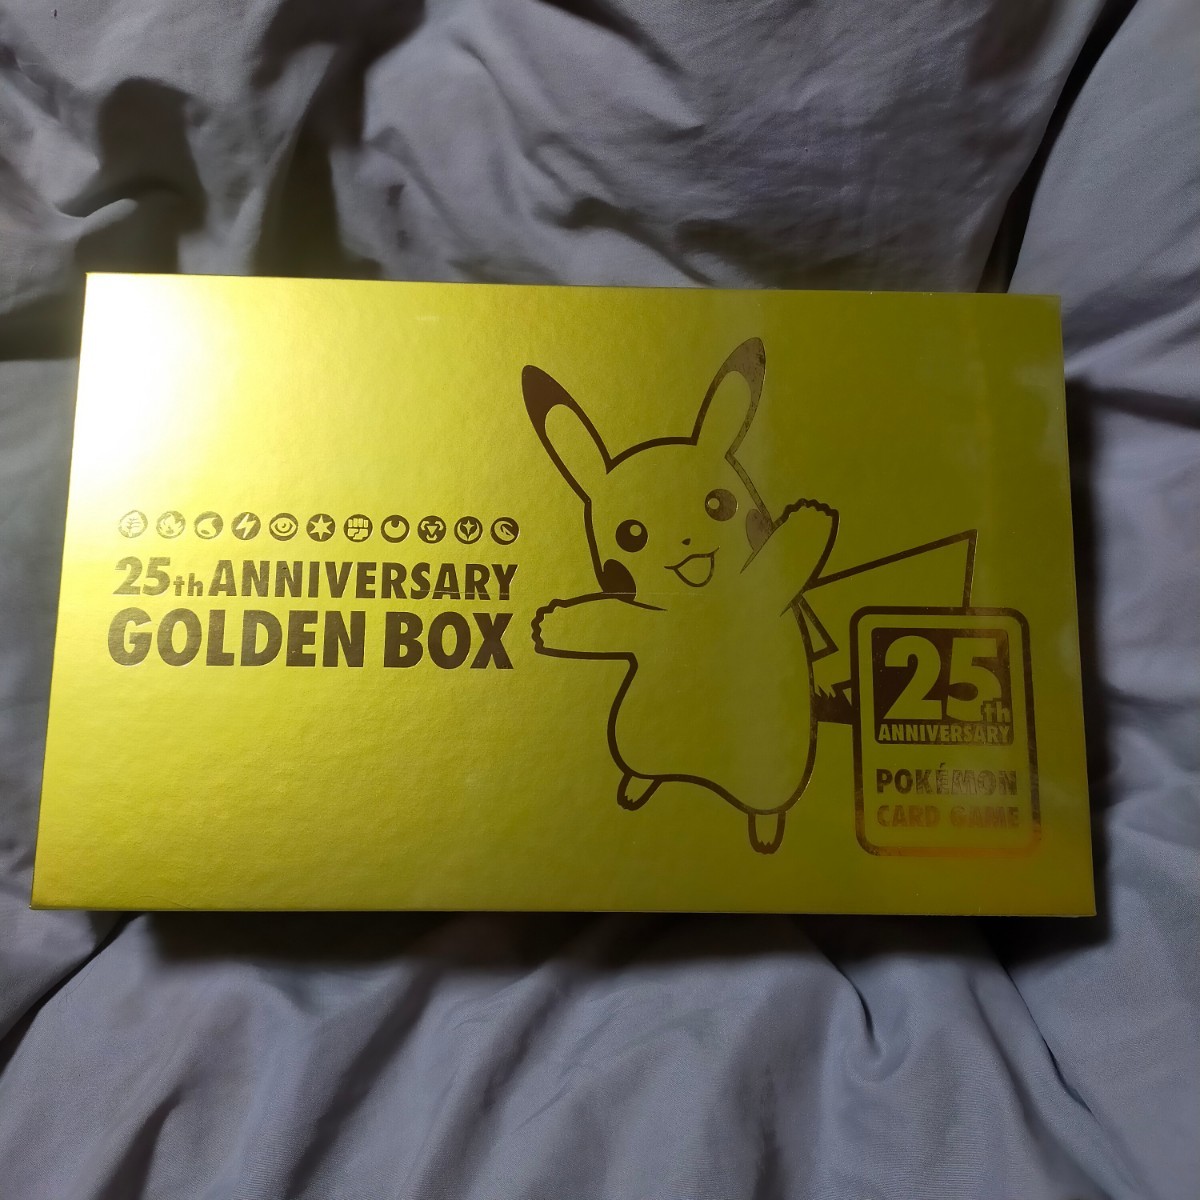 25th ANNIVERSARY
GOLDEN BOX
25th
ANNIVERSARY
POKÉMON
CARD GAME